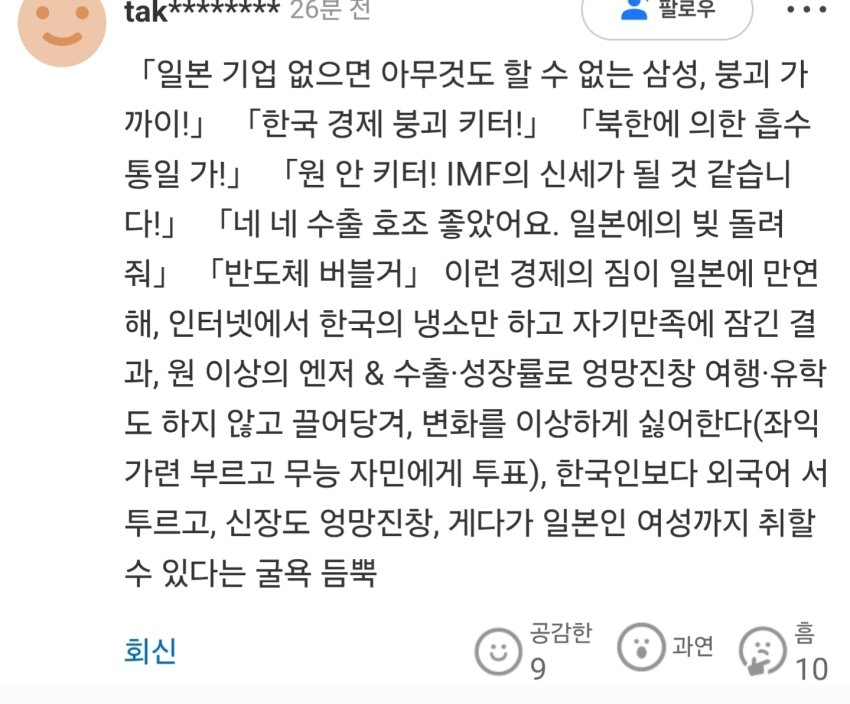 tak******** 26분 전
팔로우
「일본 기업 없으면 아무것도 할 수 없는 삼성, 붕괴 가
까이!」 「한국 경제 붕괴 키터!」 「북한에 의한 흡수
통일 가!」 「원 안 키터! IMF의 신세가 될 것 같습니
다!」 「네 네 수출 호조 좋았어요. 일본에의 빚 돌려
줘」 「반도체 버블거」 이런 경제의 짐이 일본에 만연
해, 인터넷에서 한국의 냉소만 하고 자기만족에 잠긴 결
과, 원 이상의 엔저 & 수출·성장률로 엉망진창 여행·유학
도 하지 않고 끌어당겨, 변화를 이상하게 싫어한다(좌익
가련 부르고 무능 자민에게 투표), 한국인보다 외국어 서
투르고, 신장도 엉망진창, 게다가 일본인 여성까지 취할
수 있다는 굴욕 듬뿍
회신
공감한
9
과연
흠
10